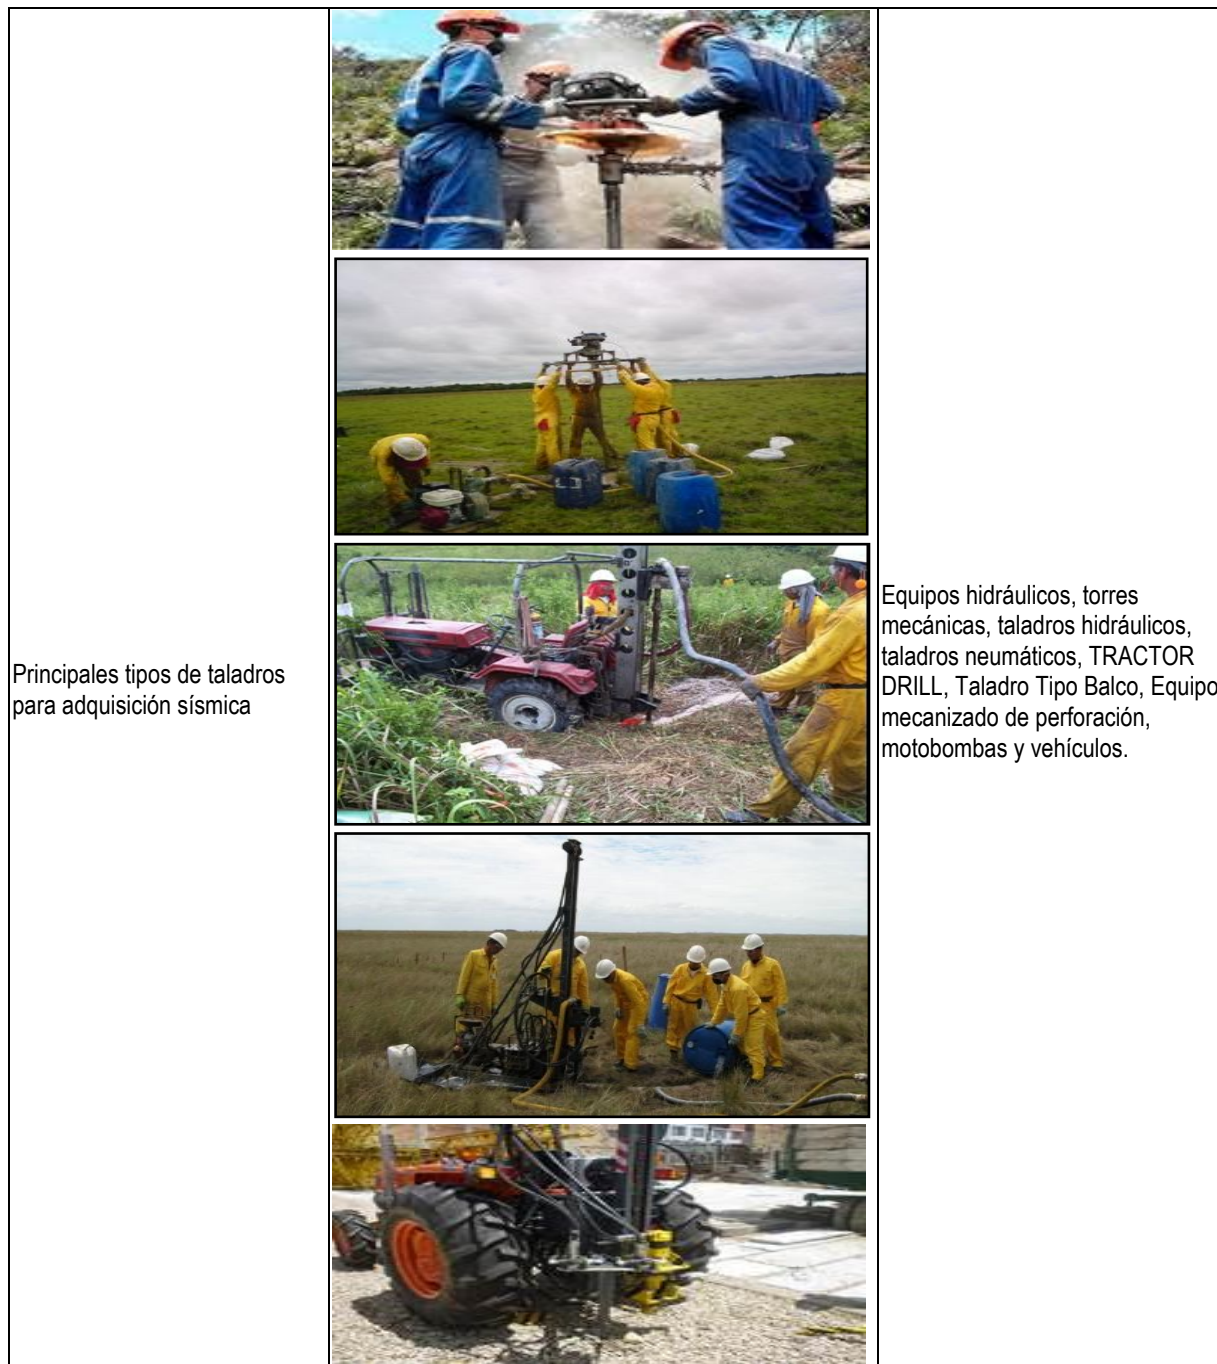 Principales tipos de taladros
para adquisición sísmica
Equipos hidráulicos, torres
mecánicas, taladros hidráulicos,
taladros neumáticos, TRACTOR
DRILL, Taladro Tipo Balco, Equipo
mecanizado de perforación,
motobombas y vehículos.